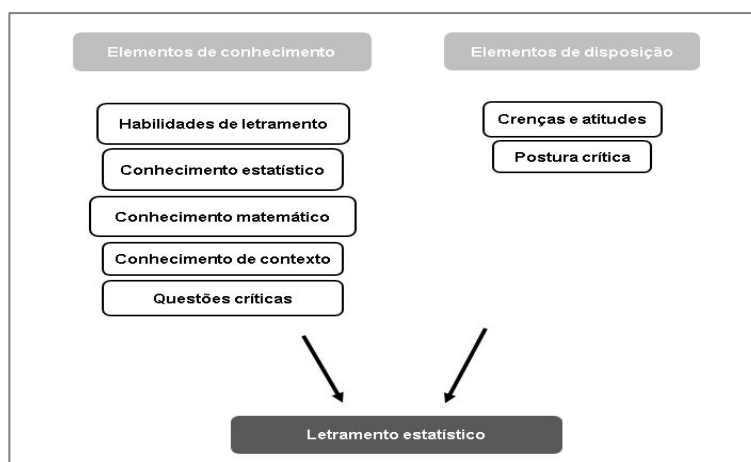 Elementos de conhecimento
Elementos de disposição
Habilidades de letramento
Conhecimento estatístico
Conhecimento matemático
Conhecimento de contexto
Questões críticas
Crenças e atitudes
Postura crítica
Letramento estatístico